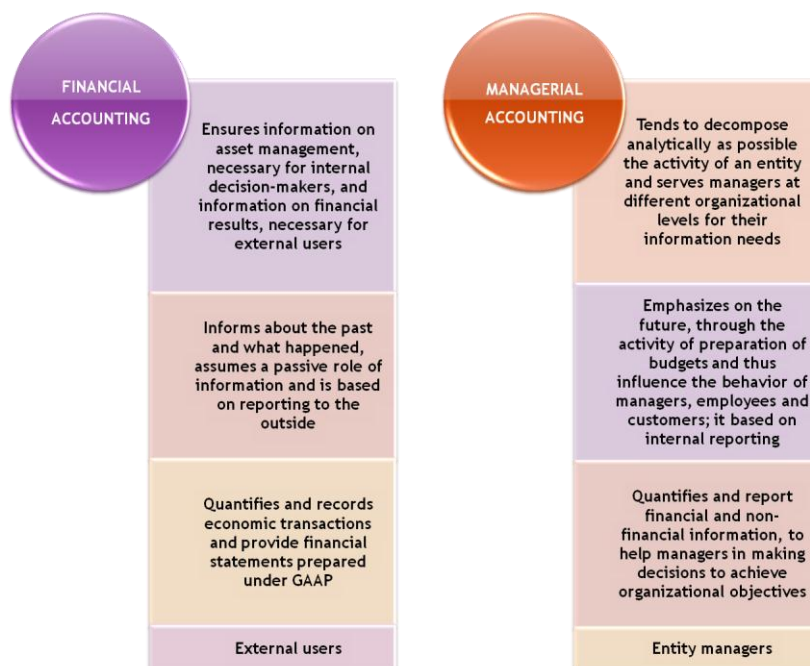 FINANCIAL
ACCOUNTING
Ensures information on
asset management,
necessary for internal
decision-makers, and
information on financial
results, necessary for
external users
Informs about the past
and what happened,
assumes a passive role of
information and is based
on reporting to the
outside
Quantifies and records
economic transactions
and provide financial
statements prepared
under GAAP
External users
MANAGERIAL
ACCOUNTING
Tends to decompose
analytically as possible
the activity of an entity
and serves managers at
different organizational
levels for their
information needs
Emphasizes on the
future, through the
activity of preparation of
budgets and thus
influence the behavior of
managers, employees and
customers; it based on
internal reporting
Quantifies and report
financial and non-
financial information, to
help managers in making
decisions to achieve
organizational objectives
Entity managers